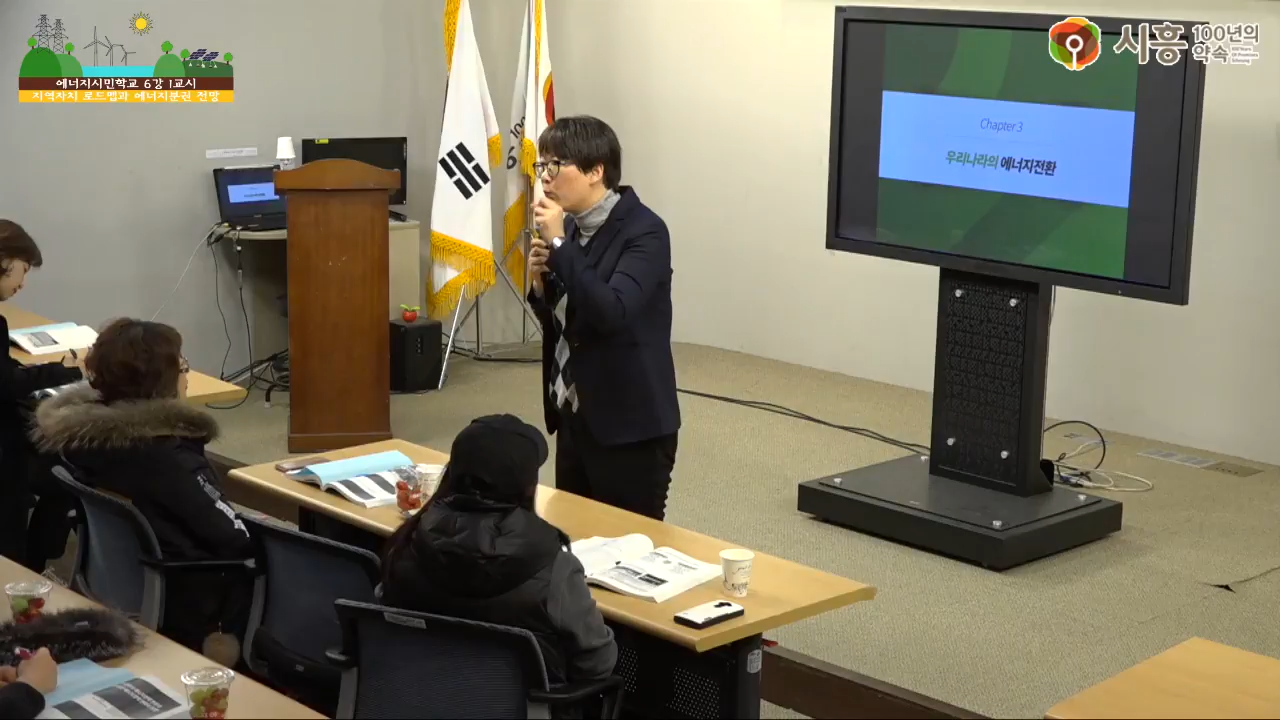 에너지시민학교 6강 1교시
지역자치 로드맵과 에너지분권 전망
시흥
100년의
약속
Chapter 3
우리나라의 에너지전환
100